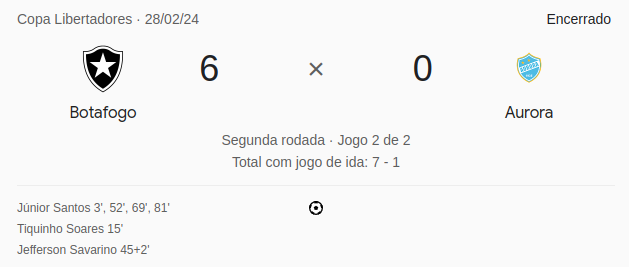 Copa Libertadores · 28/02/24 Encerrado
6 × 0
Botafogo Aurora
Segunda rodada · Jogo 2 de 2
Total com jogo de ida: 7 - 1
Júnior Santos 3', 52', 69', 81'
Tiquinho Soares 15'
Jefferson Savarino 45+2'